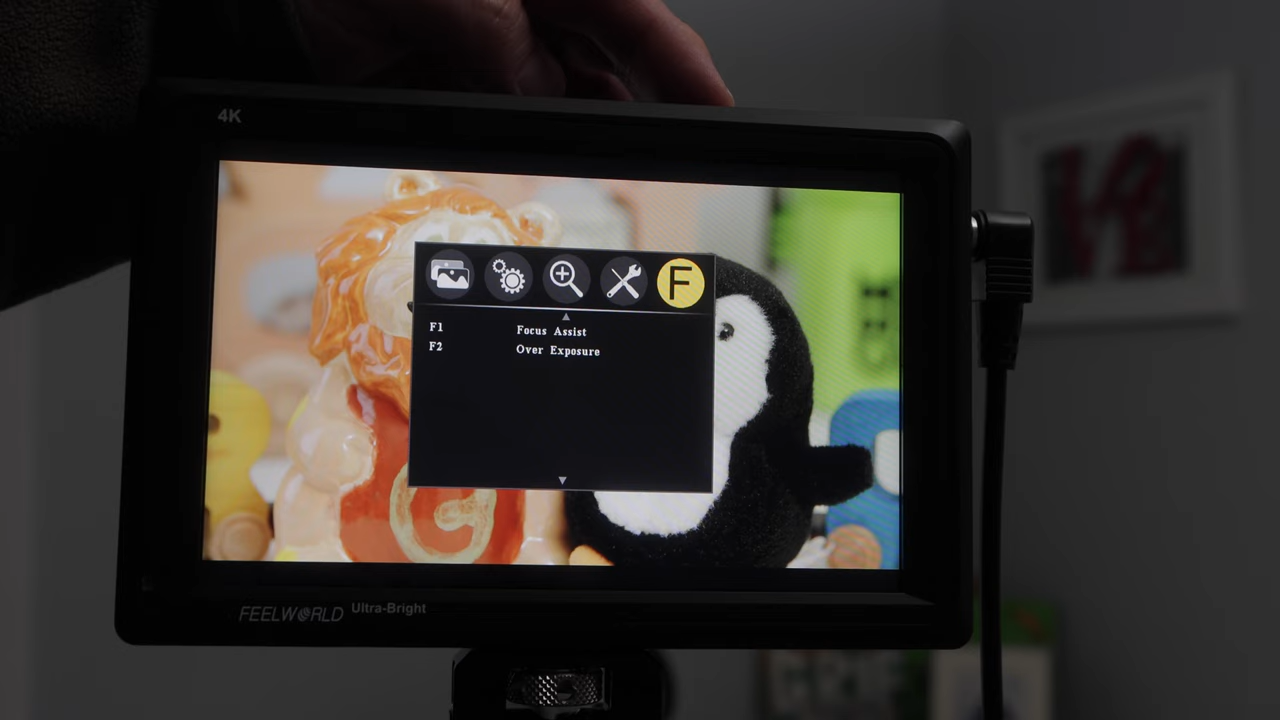 4K
F
F1 Focus Assist
F2 Over Exposure
G
FEELWORLD Ultra-Bright